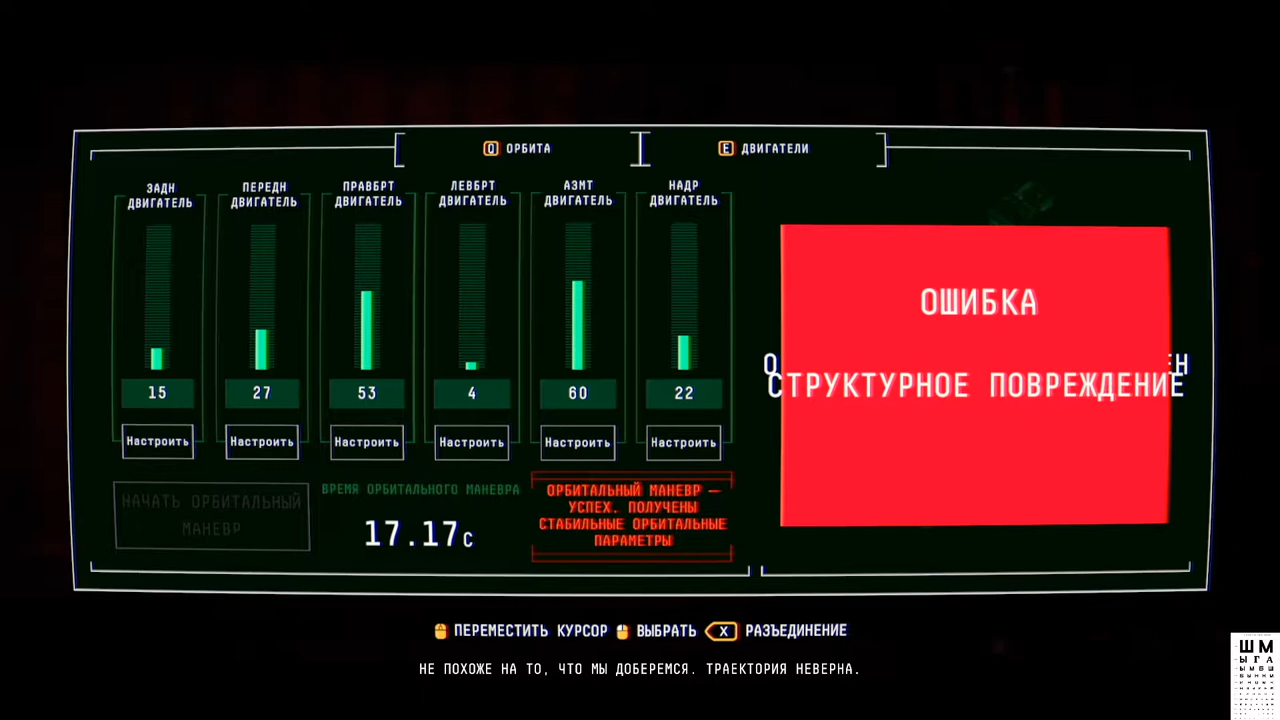 Q ОРБИТА
E ДВИГАТЕЛИ
ЗАДН ДВИГАТЕЛЬ
ПЕРЕДН ДВИГАТЕЛЬ
ПРАВБРТ ДВИГАТЕЛЬ
ЛЕВБРТ ДВИГАТЕЛЬ
АЗМТ ДВИГАТЕЛЬ
НАДР ДВИГАТЕЛЬ
15 27 53 4 60 22
Настроить Настроить Настроить Настроить Настроить Настроить
НАЧАТЬ ОРБИТАЛЬНЫЙ
МАНЕВР
ВРЕМЯ ОРБИТАЛЬНОГО МАНЕВРА
17.17с
ОРБИТАЛЬНЫЙ МАНЕВР —
УСПЕХ. ПОЛУЧЕНЫ
СТАБИЛЬНЫЕ ОРБИТАЛЬНЫЕ
ПАРАМЕТРЫ
ОШИБКА
СТРУКТУРНОЕ ПОВРЕЖДЕНИЕ
ПЕРЕМЕСТИТЬ КУРСОР ВЫБРАТЬ X РАЗЪЕДИНЕНИЕ
НЕ ПОХОЖЕ НА ТО, ЧТО МЫ ДОБЕРЕМСЯ. ТРАЕКТОРИЯ НЕВЕРНА.
Ш М
Ы Г А